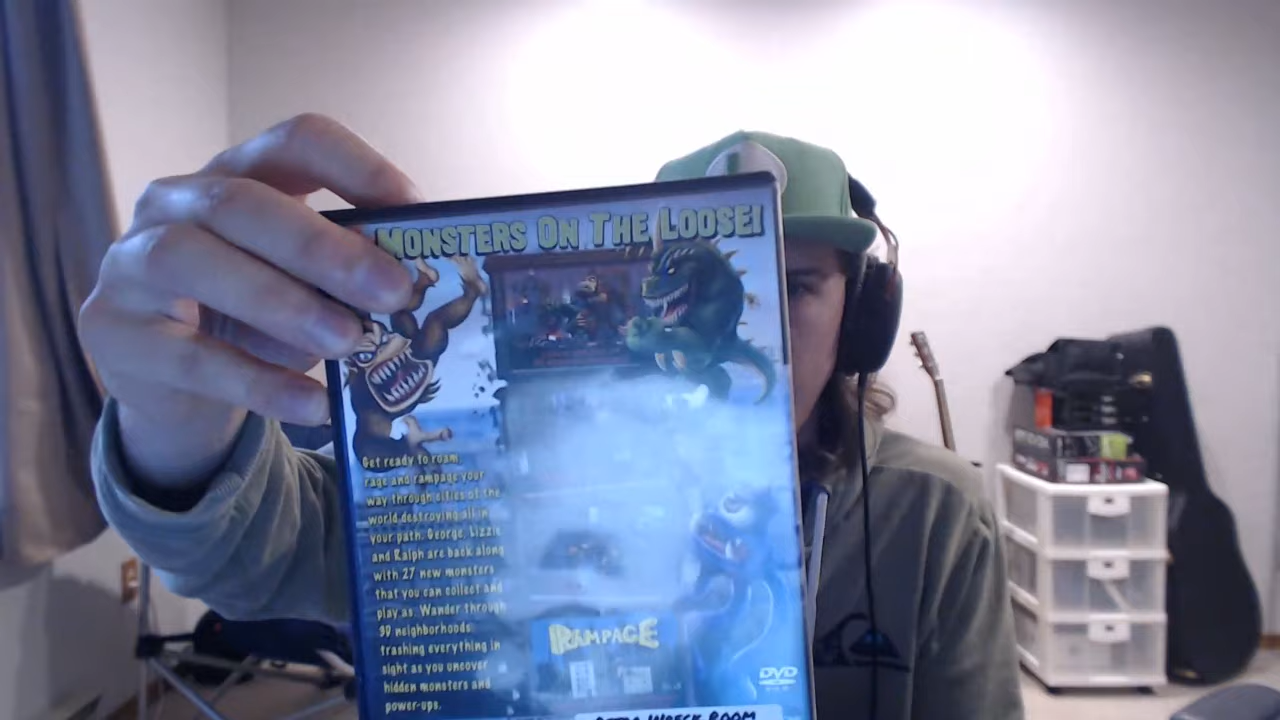 MONSTERS ON THE LOOSE!
Get ready to roam
rage and rampage your
way through cities of the
world destroying all in
your path. George, Lizzie
and Ralph are back along
with 27 new monsters
that you can collect and
play as. Wander through
3D neighborhoods
trashing everything in
sight as you uncover
hidden monsters and
power-ups.
RAMPAGE
DVD
WRECK ROOM